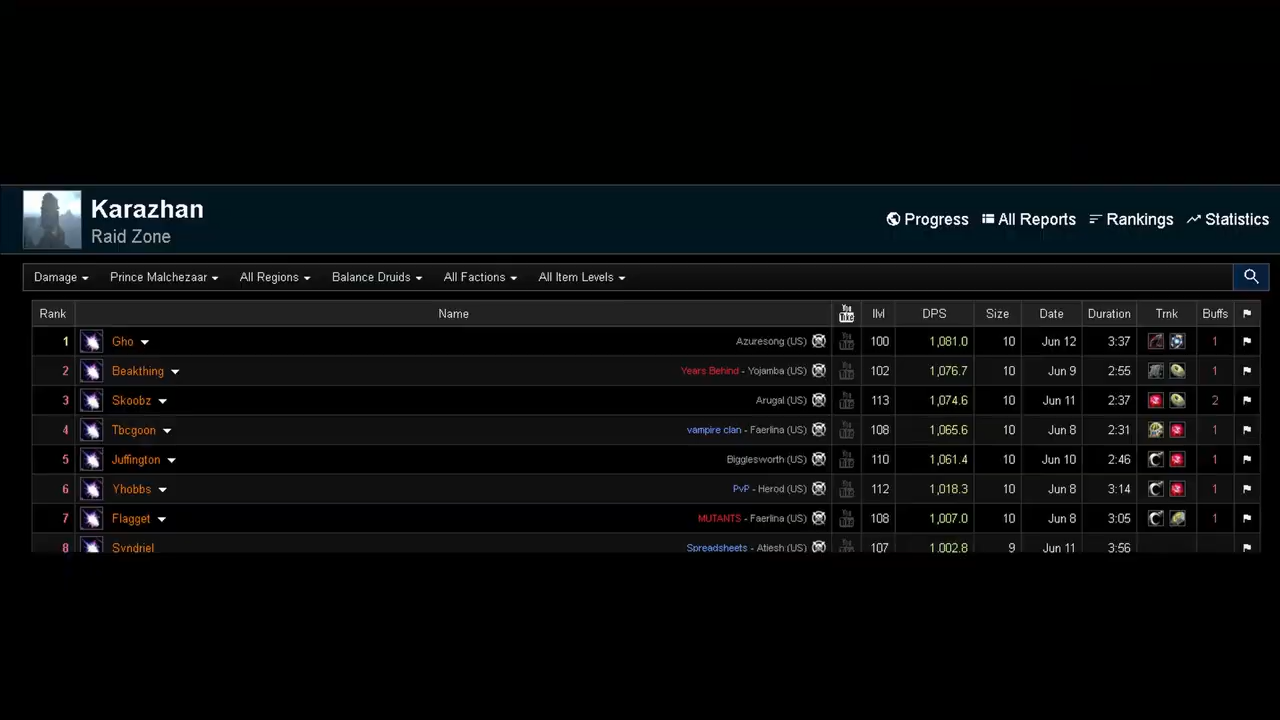 Karazhan
Raid Zone
Progress All Reports Rankings Statistics
Damage Prince Malchezaar All Regions Balance Druids All Factions All Item Levels
Rank Name You Tube Ilvl DPS Size Date Duration Trnk Buffs
1 Gho Azuresong (US) 100 1,081.0 10 Jun 12 3:37 1
2 Beakthing Years Behind - Yojamba (US) 102 1,076.7 10 Jun 9 2:55 1
3 Skoobz Arugal (US) 113 1,074.6 10 Jun 11 2:37 2
4 Tbcgoon vampire clan - Faerlina (US) 108 1,065.6 10 Jun 8 2:31 1
5 Juffington Bigglesworth (US) 110 1,061.4 10 Jun 10 2:46 1
6 Yhobbs PvP - Herod (US) 112 1,018.3 10 Jun 8 3:14 1
7 Flagget MUTANTS - Faerlina (US) 108 1,007.0 10 Jun 8 3:05 1
8 Syndriel Spreadsheets - Atiesh (US) 107 1,002.8 9 Jun 11 3:56